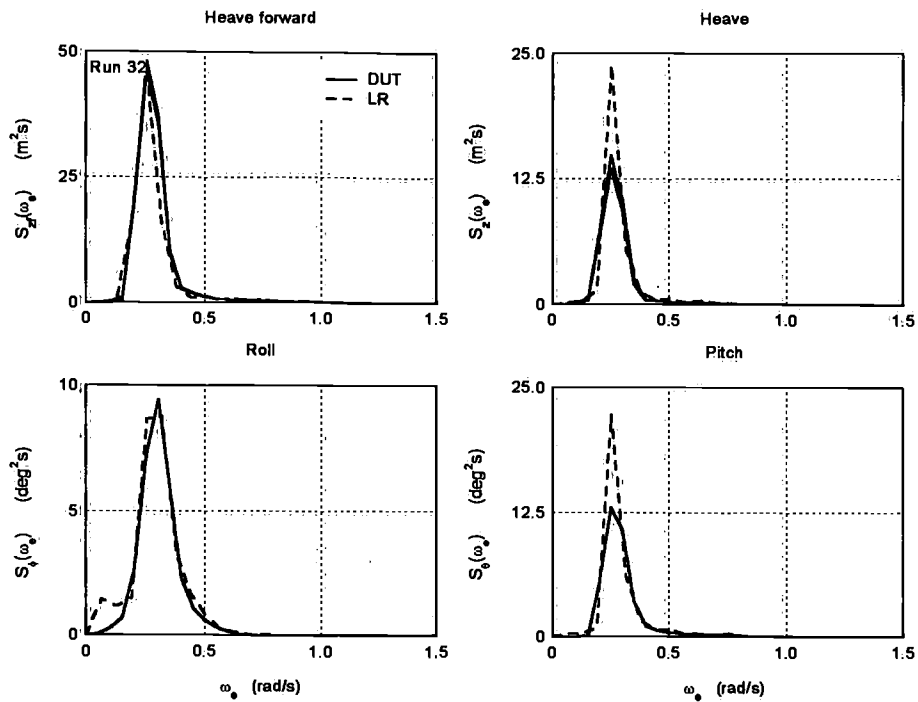 Heave forward
Heave
50
25
0
Run 32
DUT
LR
S_zf(ω_e) (m²s)
0 0.5 1.0 1.5
25.0
12.5
0
S_z(ω_e) (m²s)
0 0.5 1.0 1.5
Roll
Pitch
10
5
0
S_ϕ(ω_e) (deg²s)
0 0.5 1.0 1.5
ω_e (rad/s)
25.0
12.5
0
S_θ(ω_e) (deg²s)
0 0.5 1.0 1.5
ω_e (rad/s)